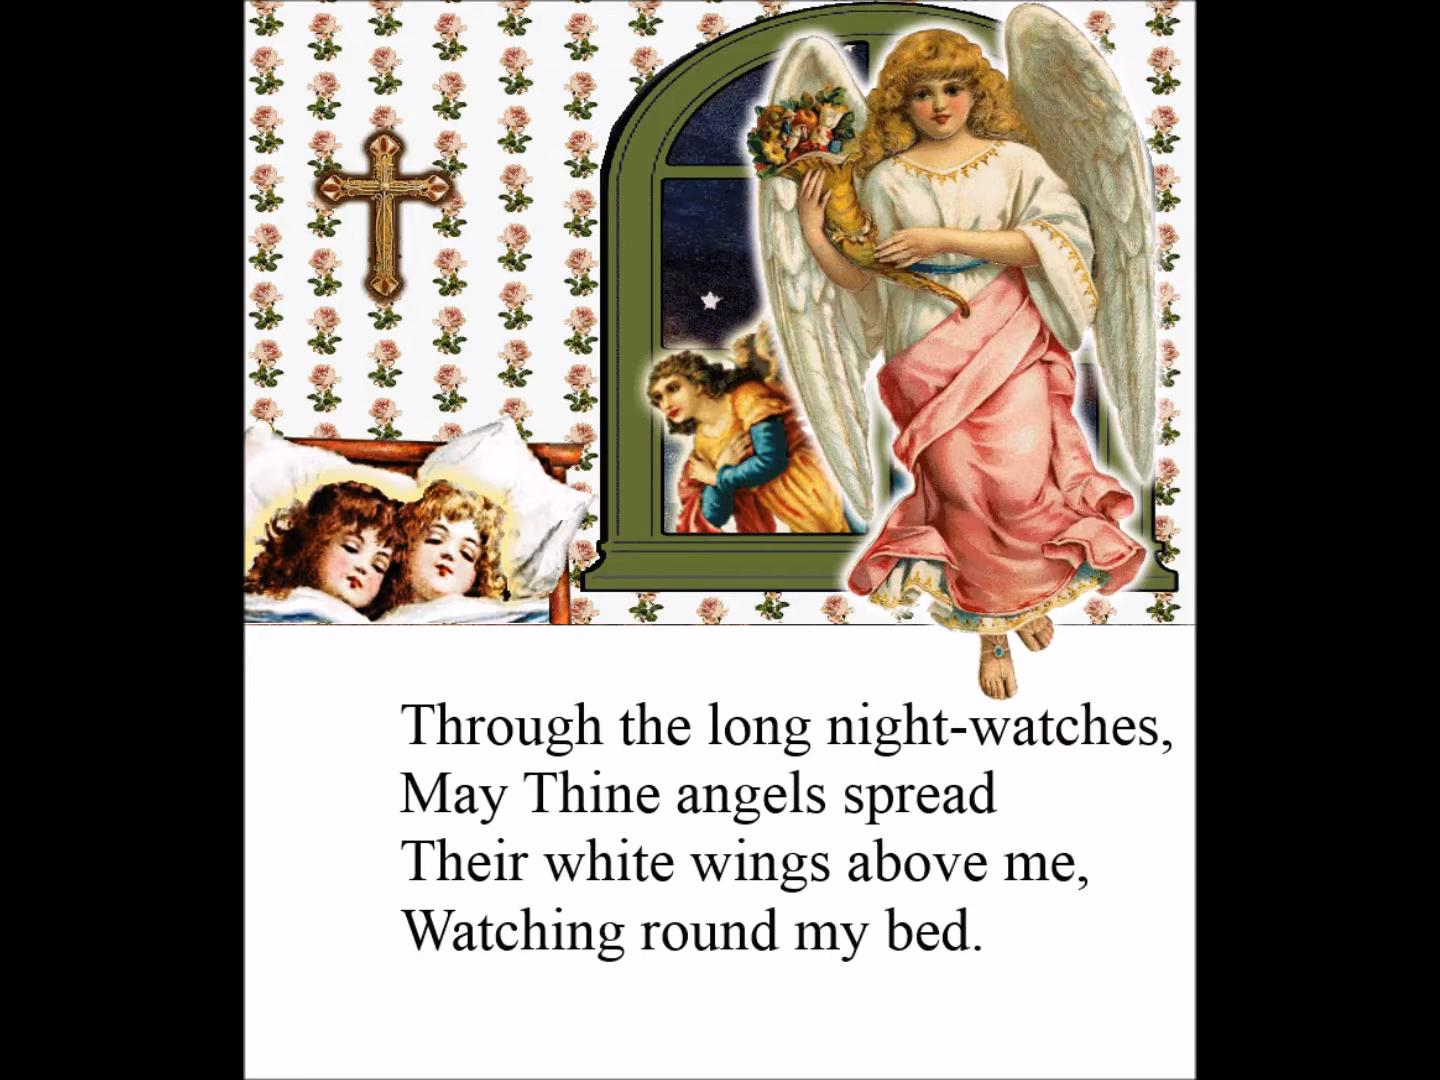 Through the long night-watches,
May Thine angels spread
Their white wings above me,
Watching round my bed.